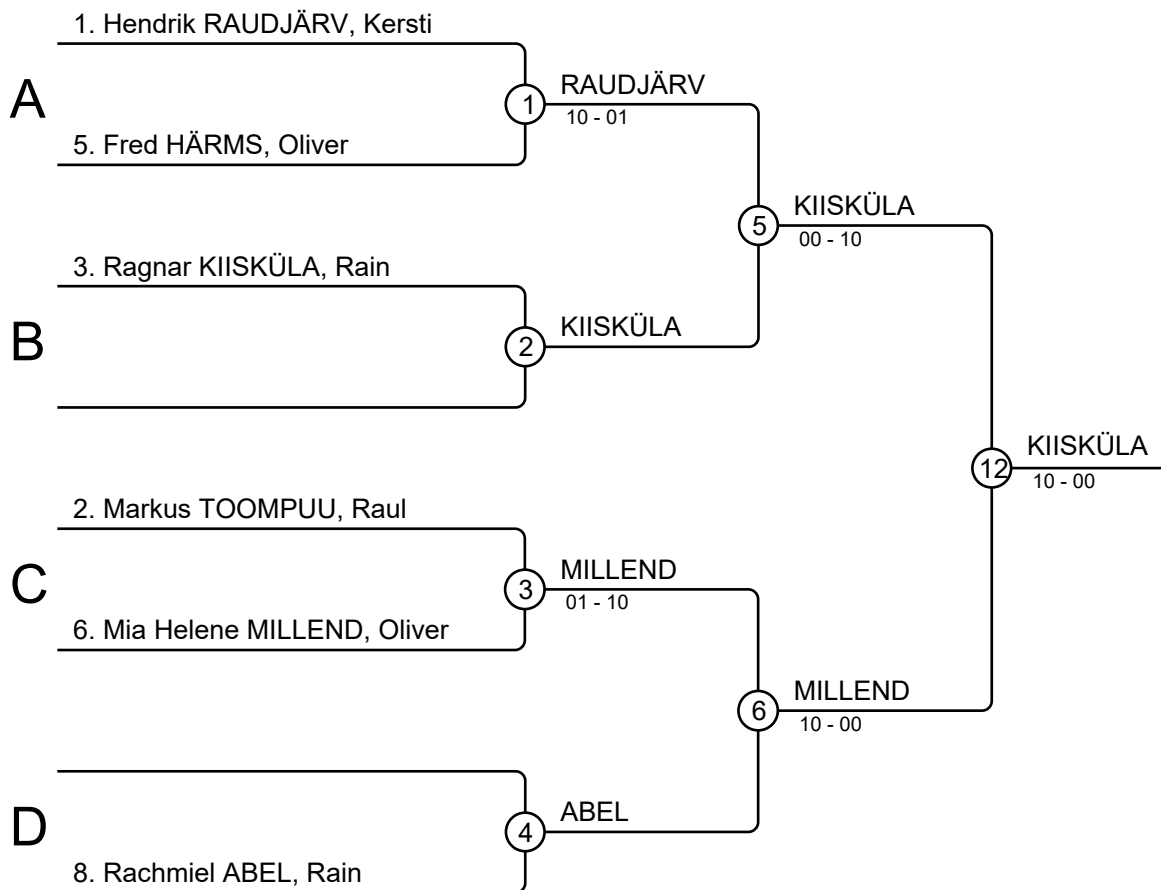 1. Hendrik RAUDJÄRV, Kersti
A
1
RAUDJÄRV
10 - 01
5. Fred HÄRMS, Oliver
5
KIISKÜLA
00 - 10
3. Ragnar KIISKÜLA, Rain
B
2
KIISKÜLA
12
KIISKÜLA
10 - 00
2. Markus TOOMPUU, Raul
C
3
MILLEND
01 - 10
6. Mia Helene MILLEND, Oliver
6
MILLEND
10 - 00
D
4
ABEL
8. Rachmiel ABEL, Rain